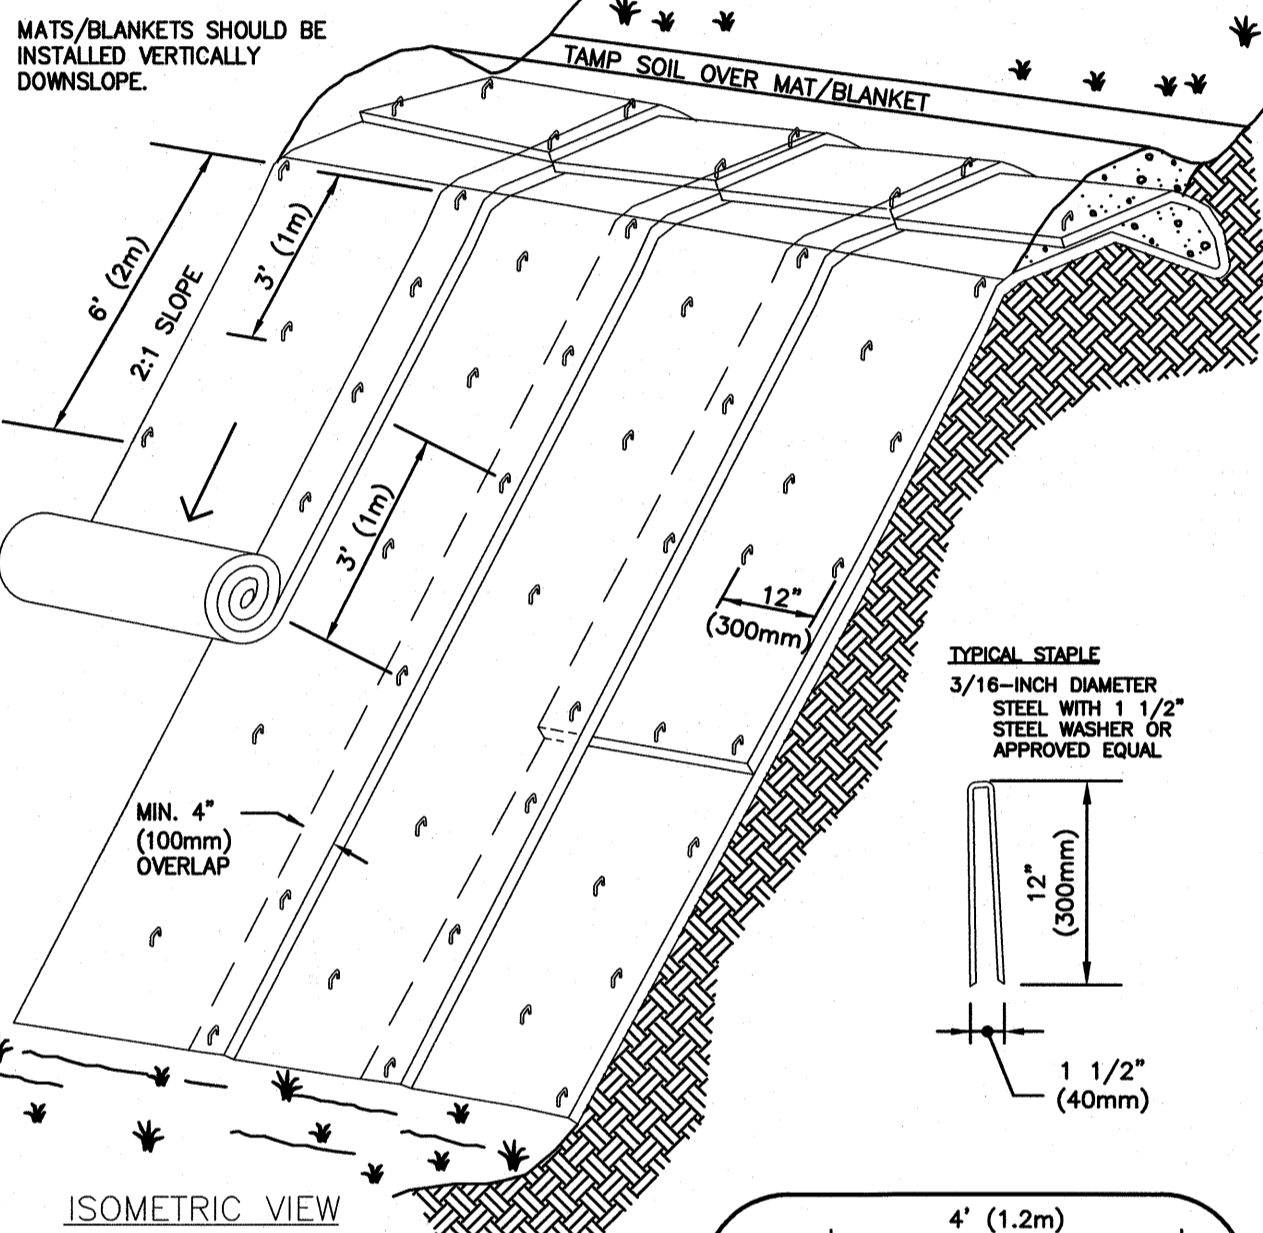 MATS/BLANKETS SHOULD BE
INSTALLED VERTICALLY
DOWNSLOPE.
TAMP SOIL OVER MAT/BLANKET
6' (2m)
2:1 SLOPE
3' (1m)
3' (1m)
12"
(300mm)
MIN. 4"
(100mm)
OVERLAP
TYPICAL STAPLE
3/16-INCH DIAMETER
STEEL WITH 1 1/2"
STEEL WASHER OR
APPROVED EQUAL
12"
(300mm)
1 1/2"
(40mm)
ISOMETRIC VIEW
4' (1.2m)